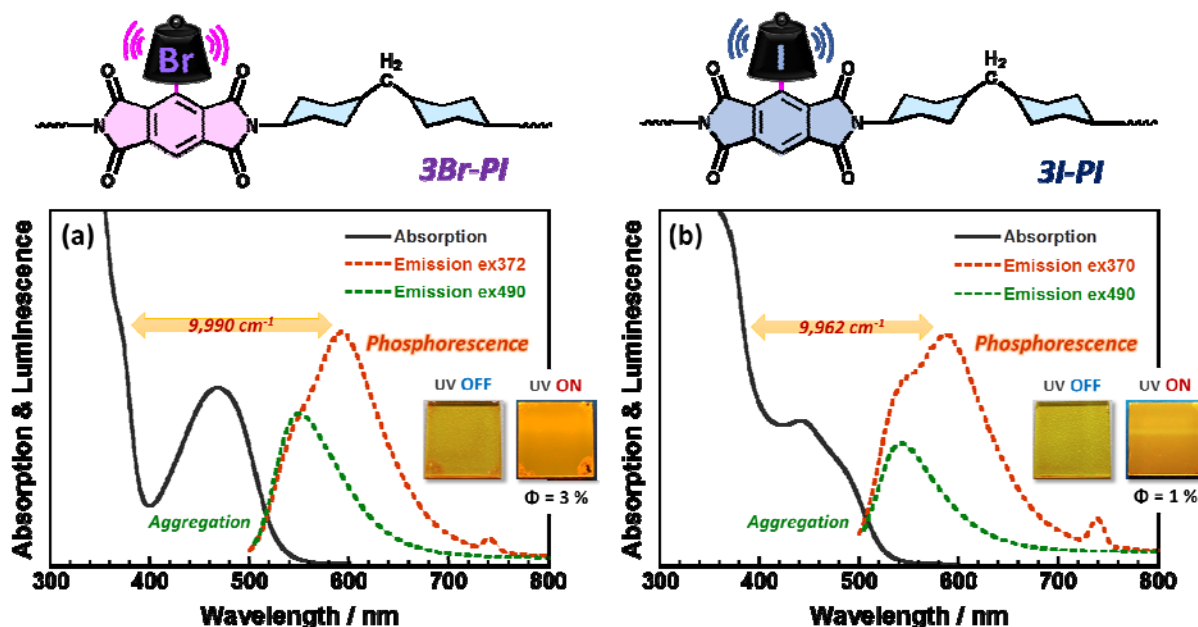 Br
H2
C
O
O
N
N
O
O
3Br-PI
I
H2
C
O
O
N
N
O
O
3I-PI
(a)
Absorption
Emission ex372
Emission ex490
9,990 cm-1
Phosphorescence
UV OFF
UV ON
Φ = 3 %
Aggregation
Absorption & Luminescence
300
400
500
600
700
800
Wavelength / nm
(b)
Absorption
Emission ex370
Emission ex490
9,962 cm-1
Phosphorescence
UV OFF
UV ON
Φ = 1 %
Aggregation
Absorption & Luminescence
300
400
500
600
700
800
Wavelength / nm